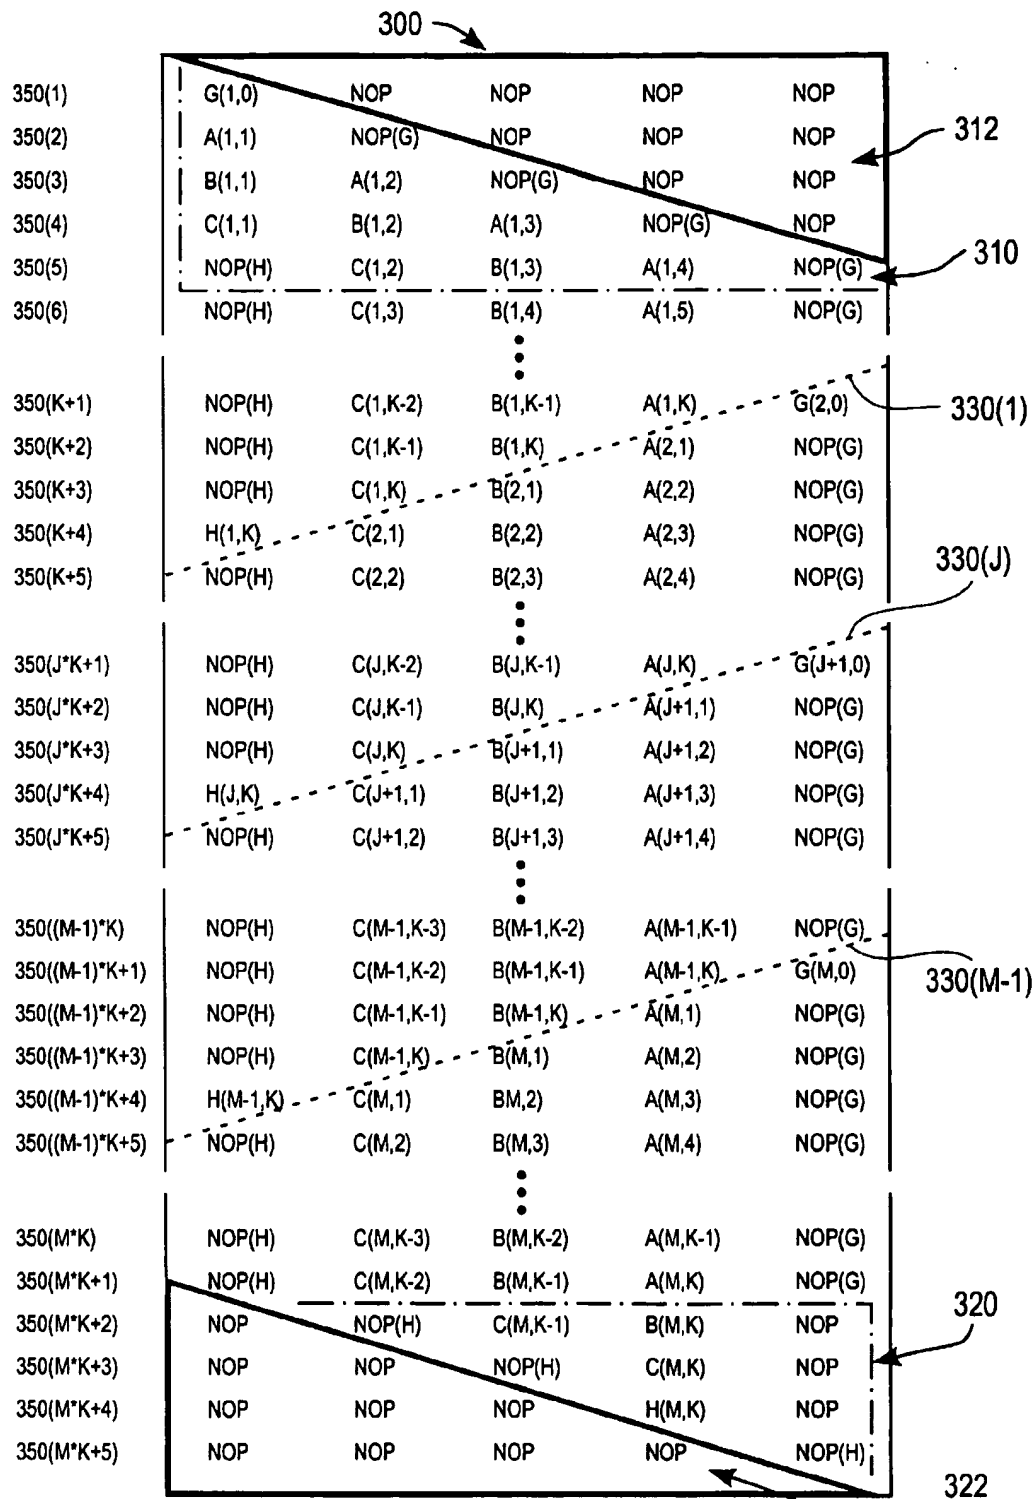 300
350(1) G(1,0) NOP NOP NOP NOP
350(2) A(1,1) NOP(G) NOP NOP NOP 312
350(3) B(1,1) A(1,2) NOP(G) NOP NOP
350(4) C(1,1) B(1,2) A(1,3) NOP(G) NOP
310
350(5) NOP(H) C(1,2) B(1,3) A(1,4) NOP(G)
350(6) NOP(H) C(1,3) B(1,4) A(1,5) NOP(G)
350(K+1) NOP(H) C(1,K-2) B(1,K-1) A(1,K) G(2,0) 330(1)
350(K+2) NOP(H) C(1,K-1) B(1,K) A(2,1) NOP(G)
350(K+3) NOP(H) C(1,K) B(2,1) A(2,2) NOP(G)
350(K+4) H(1,K) C(2,1) B(2,2) A(2,3) NOP(G)
330(J)
350(K+5) NOP(H) C(2,2) B(2,3) A(2,4) NOP(G)
350(J*K+1) NOP(H) C(J,K-2) B(J,K-1) A(J,K) G(J+1,0)
350(J*K+2) NOP(H) C(J,K-1) B(J,K) A(J+1,1) NOP(G)
350(J*K+3) NOP(H) C(J,K) B(J+1,1) A(J+1,2) NOP(G)
350(J*K+4) H(J,K) C(J+1,1) B(J+1,2) A(J+1,3) NOP(G)
350(J*K+5) NOP(H) C(J+1,2) B(J+1,3) A(J+1,4) NOP(G)
350((M-1)*K) NOP(H) C(M-1,K-3) B(M-1,K-2) A(M-1,K-1) NOP(G)
350((M-1)*K+1) NOP(H) C(M-1,K-2) B(M-1,K-1) A(M-1,K) G(M,0) 330(M-1)
350((M-1)*K+2) NOP(H) C(M-1,K-1) B(M-1,K) A(M,1) NOP(G)
350((M-1)*K+3) NOP(H) C(M-1,K) B(M,1) A(M,2) NOP(G)
350((M-1)*K+4) H(M-1,K) C(M,1) BM,2) A(M,3) NOP(G)
350((M-1)*K+5) NOP(H) C(M,2) B(M,3) A(M,4) NOP(G)
350(M*K) NOP(H) C(M,K-3) B(M,K-2) A(M,K-1) NOP(G)
350(M*K+1) NOP(H) C(M,K-2) B(M,K-1) A(M,K) NOP(G)
350(M*K+2) NOP NOP(H) C(M,K-1) B(M,K) NOP 320
350(M*K+3) NOP NOP NOP(H) C(M,K) NOP
350(M*K+4) NOP NOP NOP H(M,K) NOP
350(M*K+5) NOP NOP NOP NOP NOP(H)
322